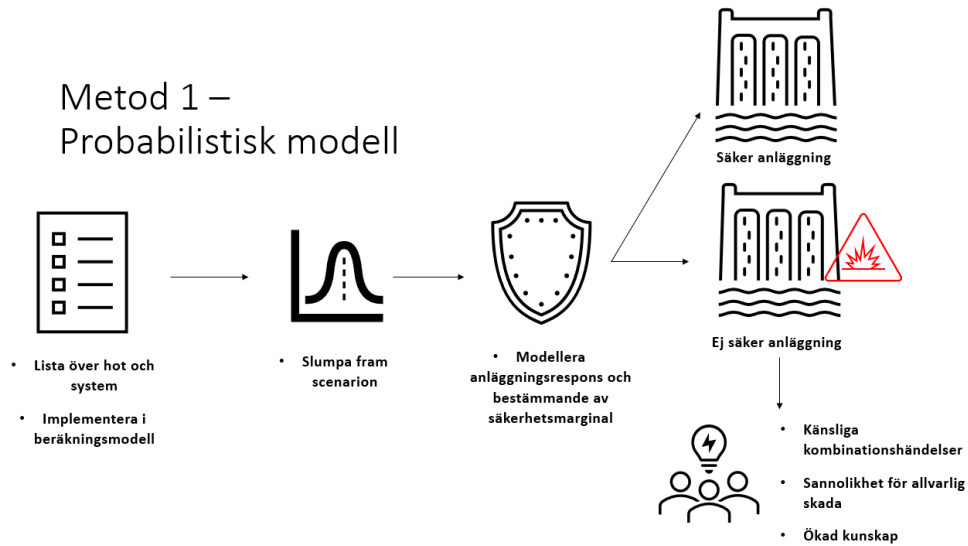 Metod 1 –
Probabilistisk modell
• Lista över hot och
system
• Implementera i
beräkningsmodell
• Slumpa fram
scenarion
• Modellera
anläggningsrespons och
bestämmande av
säkerhetsmarginal
Säker anläggning
Ej säker anläggning
• Känsliga
kombinationshändelser
• Sannolikhet för allvarlig
skada
• Ökad kunskap